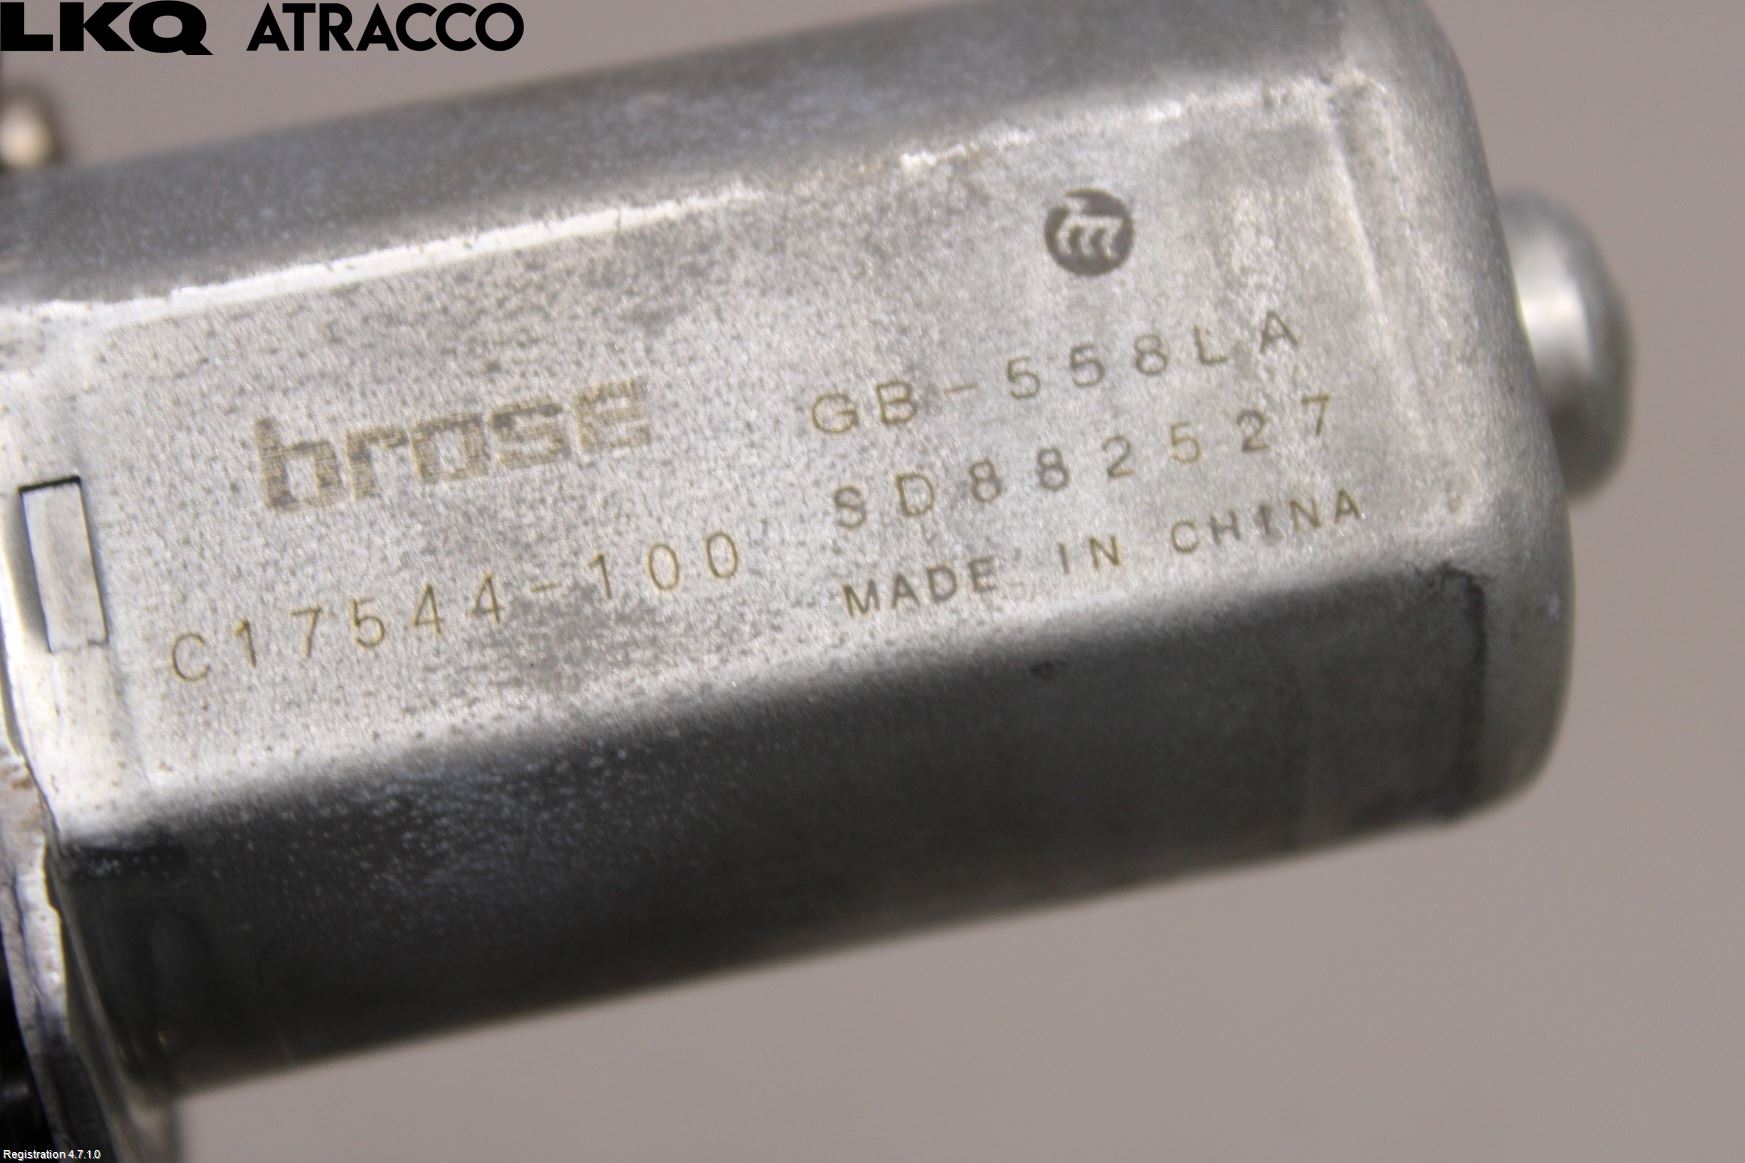 LKQ ATRACCO
brose
C17544-100
GB-558LA
SD882527
MADE IN CHINA
Registration 4.7.1.0